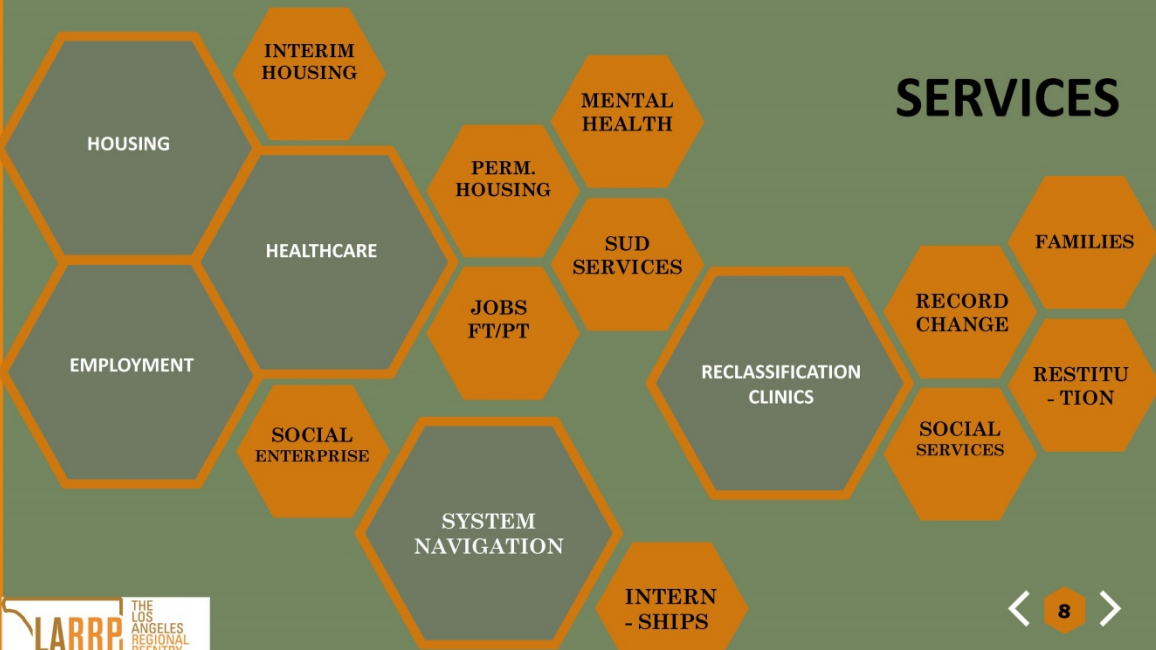 SERVICES
HOUSING
INTERIM
HOUSING
HEALTHCARE
EMPLOYMENT
PERM.
HOUSING
MENTAL
HEALTH
SUD
SERVICES
JOBS
FT/PT
SOCIAL
ENTERPRISE
SYSTEM
NAVIGATION
INTERN
- SHIPS
RECLASSIFICATION
CLINICS
RECORD
CHANGE
FAMILIES
RESTITU
- TION
SOCIAL
SERVICES
LARRP
THE
LOS
ANGELES
REGIONAL
REENTRY
8